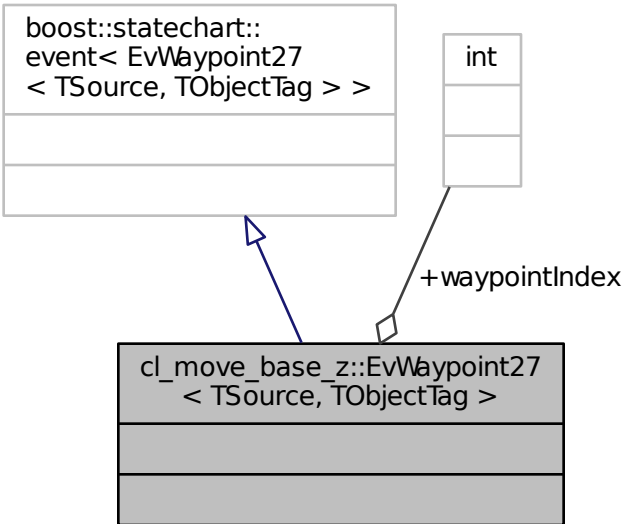 boost::statechart::
event< EvWaypoint27
< TSource, TObjectTag > >
int
+waypointIndex
cl_move_base_z::EvWaypoint27
< TSource, TObjectTag >